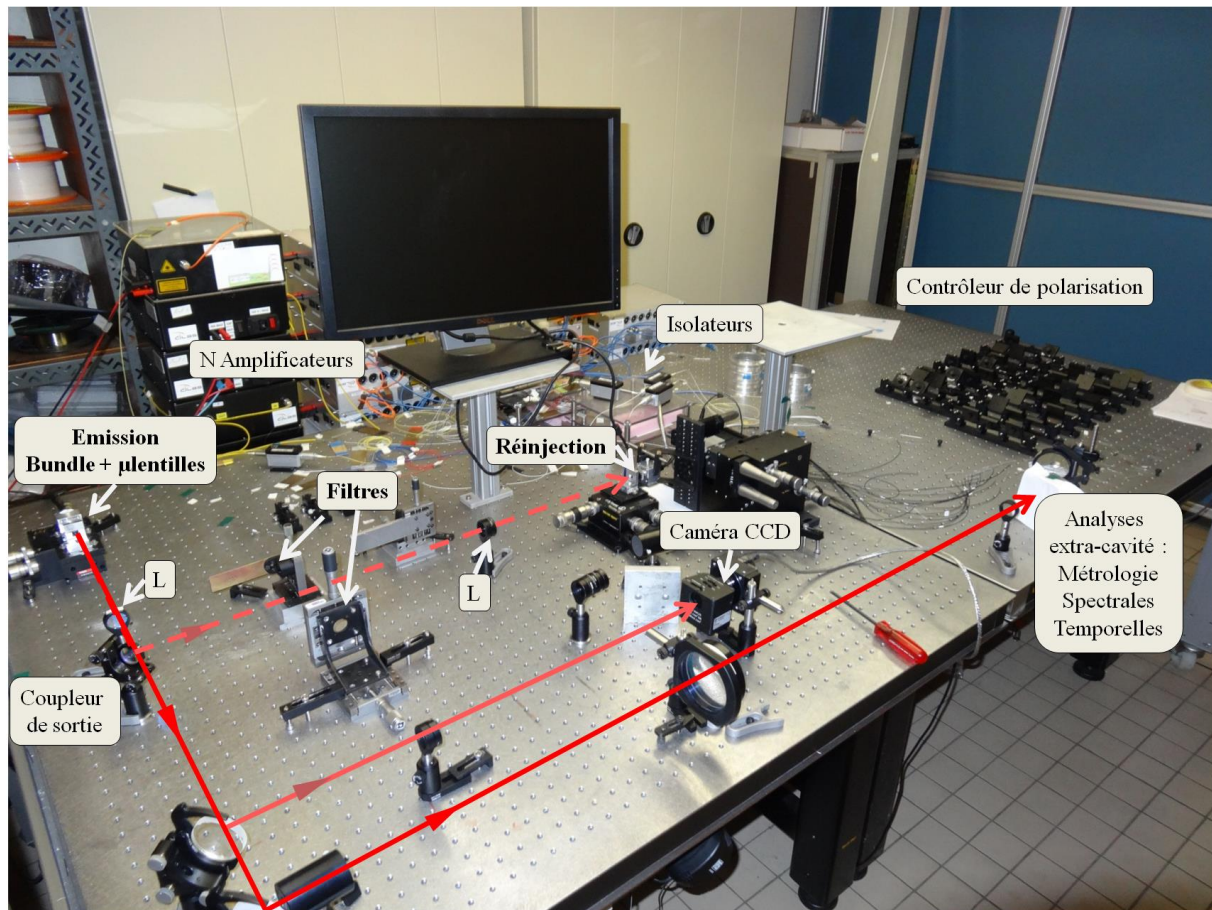 Contrôleur de polarisation
Isolateurs
N Amplificateurs
Emission
Bundle + µlentilles
Réinjection
Filtres
Caméra CCD
L
L
Analyses
extra-cavité :
Métrologie
Spectrales
Temporelles
Coupleur
de sortie
DELL